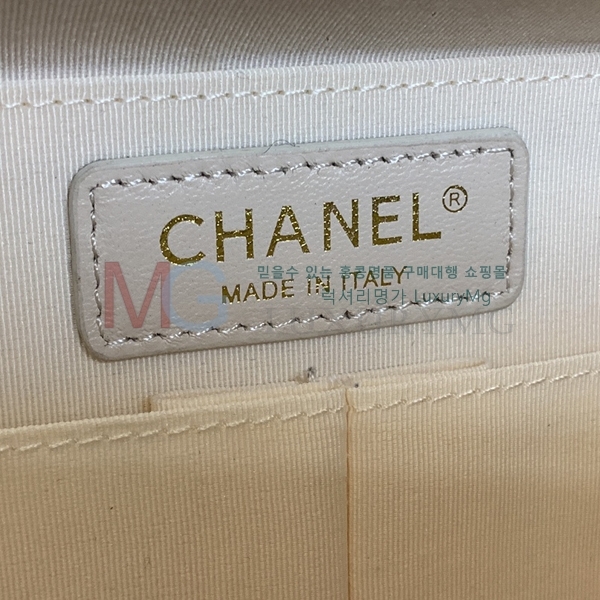 CHANEL®
MADE IN ITALY
믿을수 있는 홍콩명품 구매대행 쇼핑몰
럭셔리명가 LuxuryMg
MG